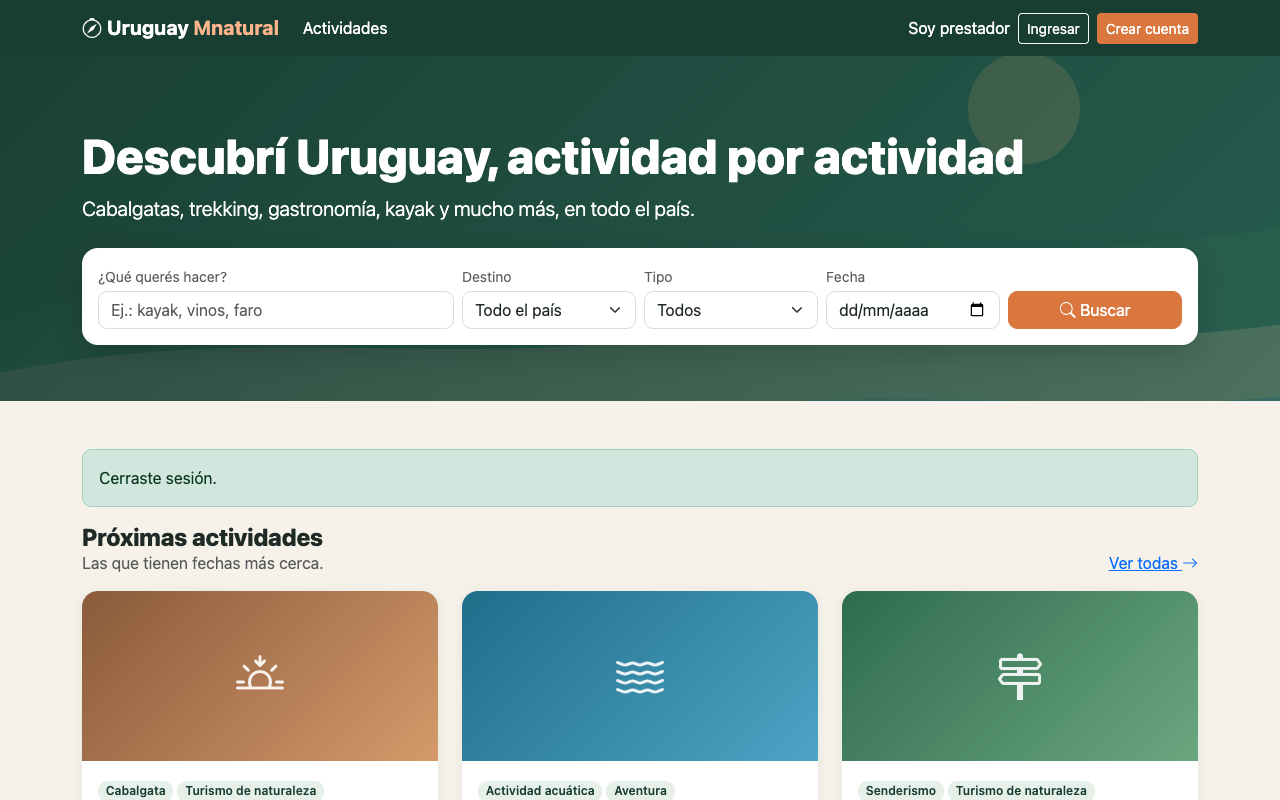 Uruguay Mnatural
Actividades
Soy prestador
Ingresar
Crear cuenta
Descubrí Uruguay, actividad por actividad
Cabalgatas, trekking, gastronomía, kayak y mucho más, en todo el país.
¿Qué querés hacer?
Destino
Tipo
Fecha
Ej.: kayak, vinos, faro
Todo el país
Todos
dd/mm/aaaa
Buscar
Cerraste sesión.
Próximas actividades
Las que tienen fechas más cerca.
Ver todas
Cabalgata
Turismo de naturaleza
Actividad acuática
Aventura
Senderismo
Turismo de naturaleza